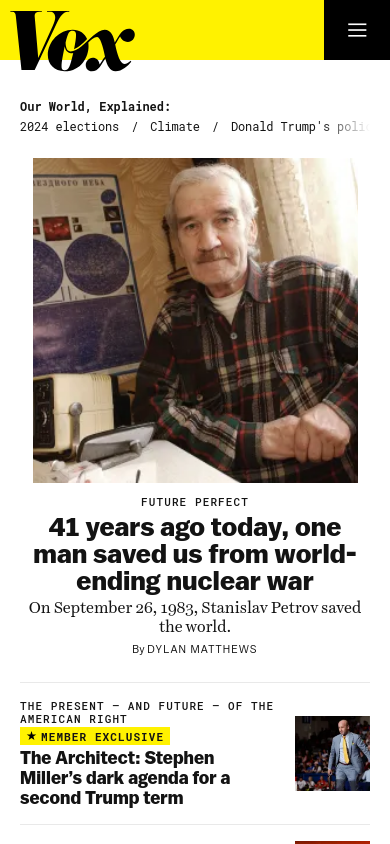 Vox
Our World, Explained:
2024 elections / Climate / Donald Trump's poli
ЗВЕЗДНОГО НЕБА
FUTURE PERFECT
41 years ago today, one
man saved us from world-
ending nuclear war
On September 26, 1983, Stanislav Petrov saved
the world.
By DYLAN MATTHEWS
THE PRESENT — AND FUTURE — OF THE
AMERICAN RIGHT
★ MEMBER EXCLUSIVE
The Architect: Stephen
Miller's dark agenda for a
second Trump term